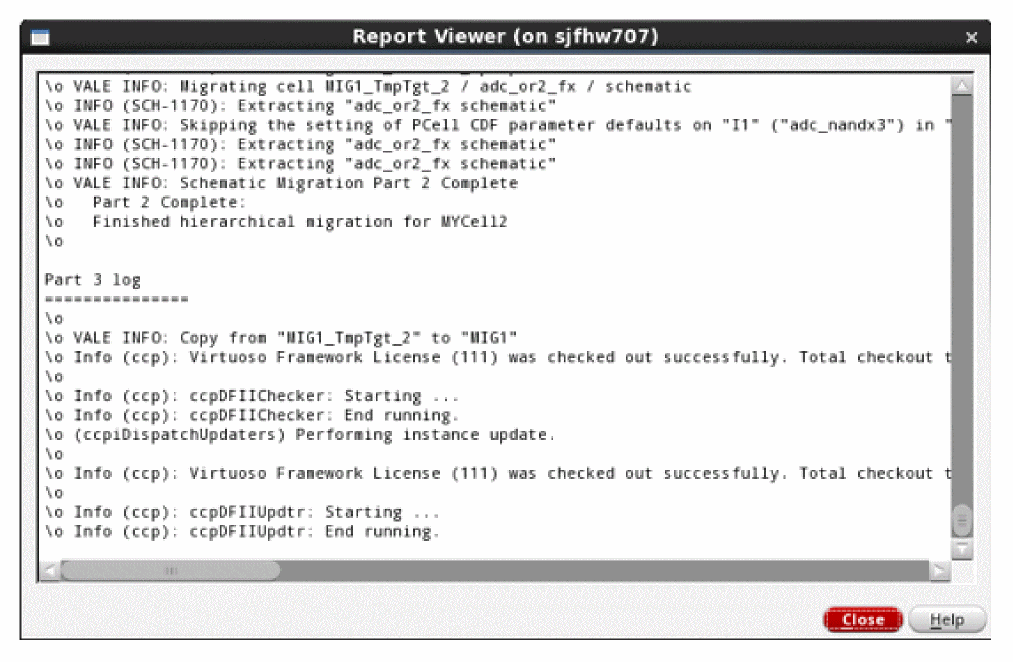 Report Viewer (on sjfhw707)
\o VALE INFO: Migrating cell MIG1_TmpTgt_2 / adc_or2_fx / schematic
\o INFO (SCH-1170): Extracting "adc_or2_fx schematic"
\o VALE INFO: Skipping the setting of PCell CDF parameter defaults on "I1" ("adc_nandx3") in "
\o INFO (SCH-1170): Extracting "adc_or2_fx schematic"
\o INFO (SCH-1170): Extracting "adc_or2_fx schematic"
\o VALE INFO: Schematic Migration Part 2 Complete
\o   Part 2 Complete:
\o   Finished hierarchical migration for MYCell2
\o
Part 3 log
===============
\o
\o VALE INFO: Copy from "MIG1_TmpTgt_2" to "MIG1"
\o Info (ccp): Virtuoso Framework License (111) was checked out successfully. Total checkout t
\o
\o Info (ccp): ccpDFIIChecker: Starting ...
\o Info (ccp): ccpDFIIChecker: End running.
\o (ccpiDispatchUpdaters) Performing instance update.
\o
\o Info (ccp): Virtuoso Framework License (111) was checked out successfully. Total checkout t
\o
\o Info (ccp): ccpDFIIUpdtr: Starting ...
\o Info (ccp): ccpDFIIUpdtr: End running.
Close
Help